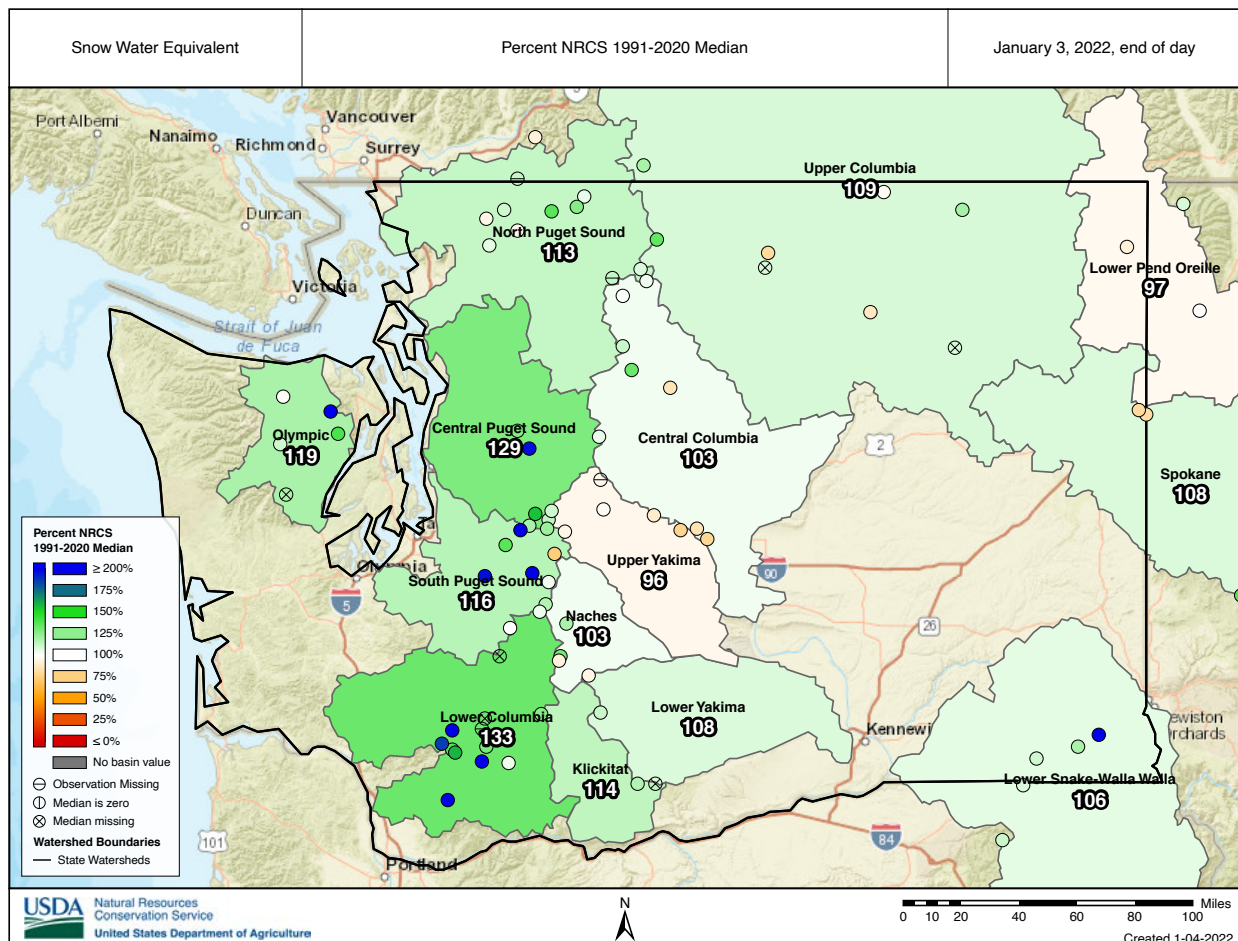 Snow Water Equivalent
Percent NRCS 1991-2020 Median
January 3, 2022, end of day
Port Alberni
Nanaimo
Vancouver
Richmond
Surrey
Duncan
Victoria
Strait of Juan
de Fuca
Upper Columbia
109
North Puget Sound
113
Lower Pend Oreille
97
Central Puget Sound
129
Olympic
119
Central Columbia
103
2
Spokane
108
Upper Yakima
96
90
South Puget Sound
116
Olympia
5
Naches
103
26
Lower Yakima
108
Lower Columbia
133
Kennewi
Klickitat
114
Lower Snake-Walla Walla
106
84
101
Portland
Percent NRCS
1991-2020 Median
≥ 200%
175%
150%
125%
100%
75%
50%
25%
≤ 0%
No basin value
Observation Missing
Median is zero
Median missing
Watershed Boundaries
State Watersheds
USDA
Natural Resources
Conservation Service
United States Department of Agriculture
N
0 10 20 40 60 80 100 Miles
Created 1-04-2022